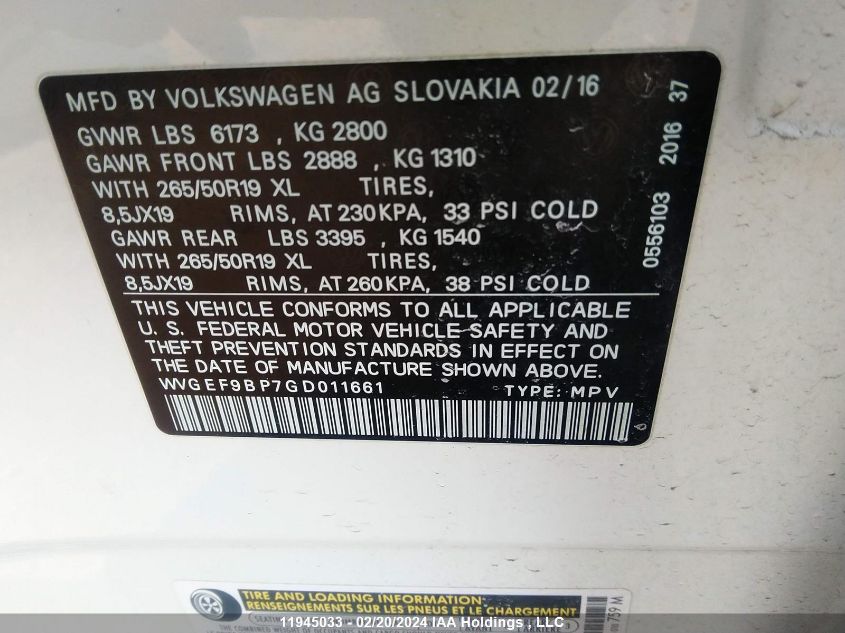 MFD BY VOLKSWAGEN AG SLOVAKIA 02/16
GVWR LBS 6173 , KG 2800
GAWR FRONT LBS 2888 , KG 1310
WITH 265/50R19 XL TIRES,
8,5JX19 RIMS, AT 230 KPA, 33 PSI COLD
GAWR REAR LBS 3395 , KG 1540
WITH 265/50R19 XL TIRES,
8,5JX19 RIMS, AT 260 KPA, 38 PSI COLD
THIS VEHICLE CONFORMS TO ALL APPLICABLE
U. S. FEDERAL MOTOR VEHICLE SAFETY AND
THEFT PREVENTION STANDARDS IN EFFECT ON
THE DATE OF MANUFACTURE SHOWN ABOVE.
WVGEF9BP7GD011661 TYPE: MPV
0556103 2016 37
TIRE AND LOADING INFORMATION
RENSEIGNEMENTS SUR LES PNEUS ET LE CHARGEMENT
759 M
11945033 - 02/20/2024 IAA Holdings , LLC